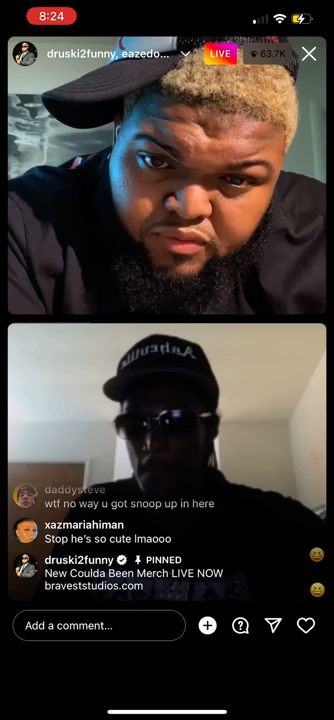 8:24
druski2funny, eazedo...
LIVE
63.7K
Authentic
daddysteve
wtf no way u got snoop up in here
xazmariahiman
Stop he's so cute lmaooo
druski2funny PINNED
New Coulda Been Merch LIVE NOW
braveststudios.com
Add a comment...